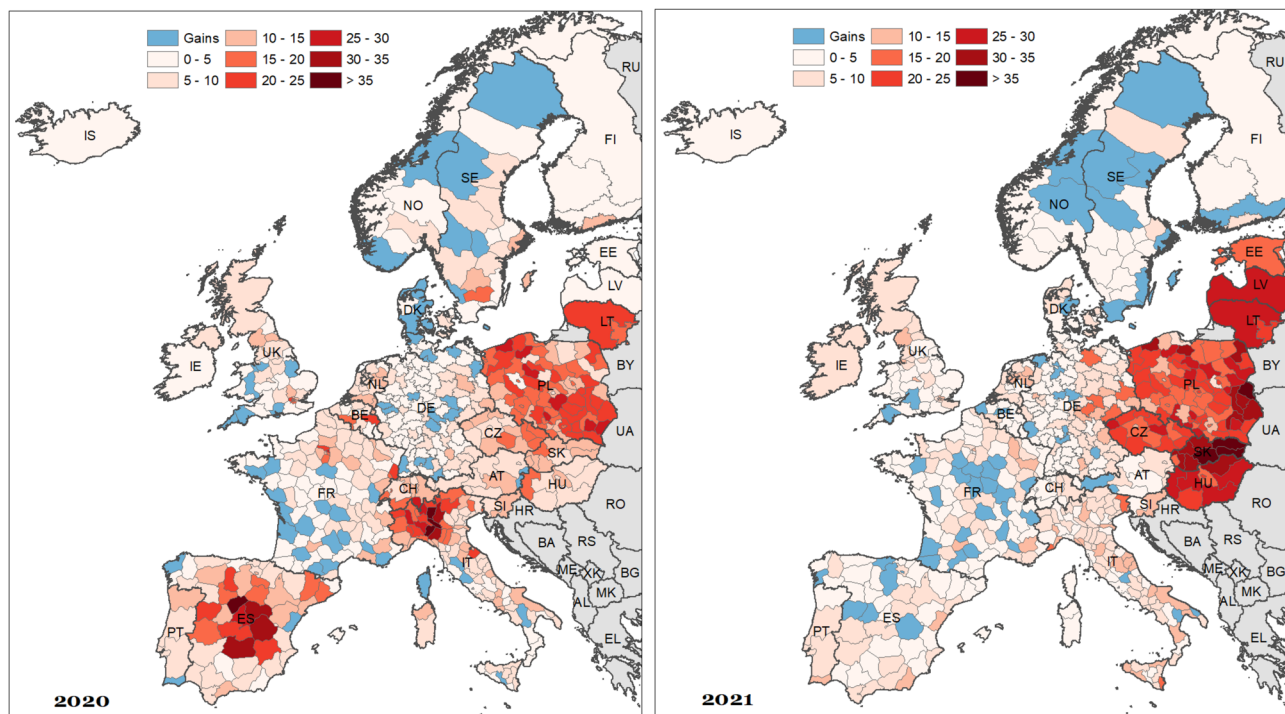 Gains 10 - 15 25 - 30
0 - 5 15 - 20 30 - 35
5 - 10 20 - 25 > 35
RU
IS
FI
SE
NO
EE
LV
DK
LT
IE
UK
BY
NL
PL
DE
BE
UA
CZ
SK
FR
AT
HU
CH
SI
HR
RO
BA
RS
IT
ME
XK
BG
MK
AL
PT
ES
EL
2020
Gains 10 - 15 25 - 30
0 - 5 15 - 20 30 - 35
5 - 10 20 - 25 > 35
RU
IS
FI
SE
NO
EE
LV
DK
LT
IE
UK
BY
NL
PL
DE
BE
UA
CZ
SK
FR
AT
HU
CH
SI
HR
RO
BA
RS
IT
ME
XK
BG
MK
AL
PT
ES
EL
2021